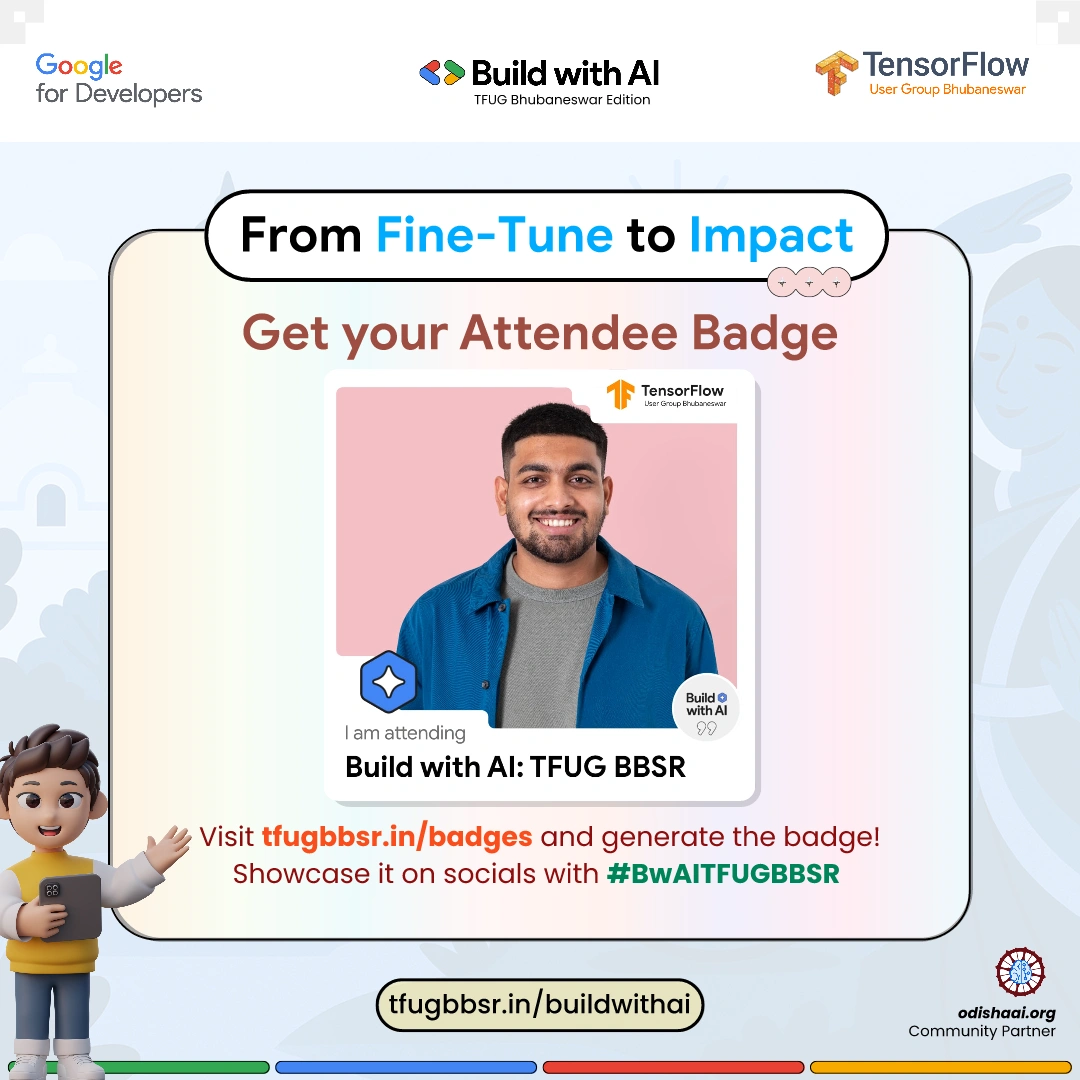 Google
for Developers
Build with AI
TFUG Bhubaneswar Edition
TensorFlow
User Group Bhubaneswar
From Fine-Tune to Impact
Get your Attendee Badge
TensorFlow
User Group Bhubaneswar
Build
with AI
I am attending
Build with AI: TFUG BBSR
Visit tfugbbsr.in/badges and generate the badge!
Showcase it on socials with #BwAITFUGBBSR
tfugbbsr.in/buildwithai
odishaai.org
Community Partner